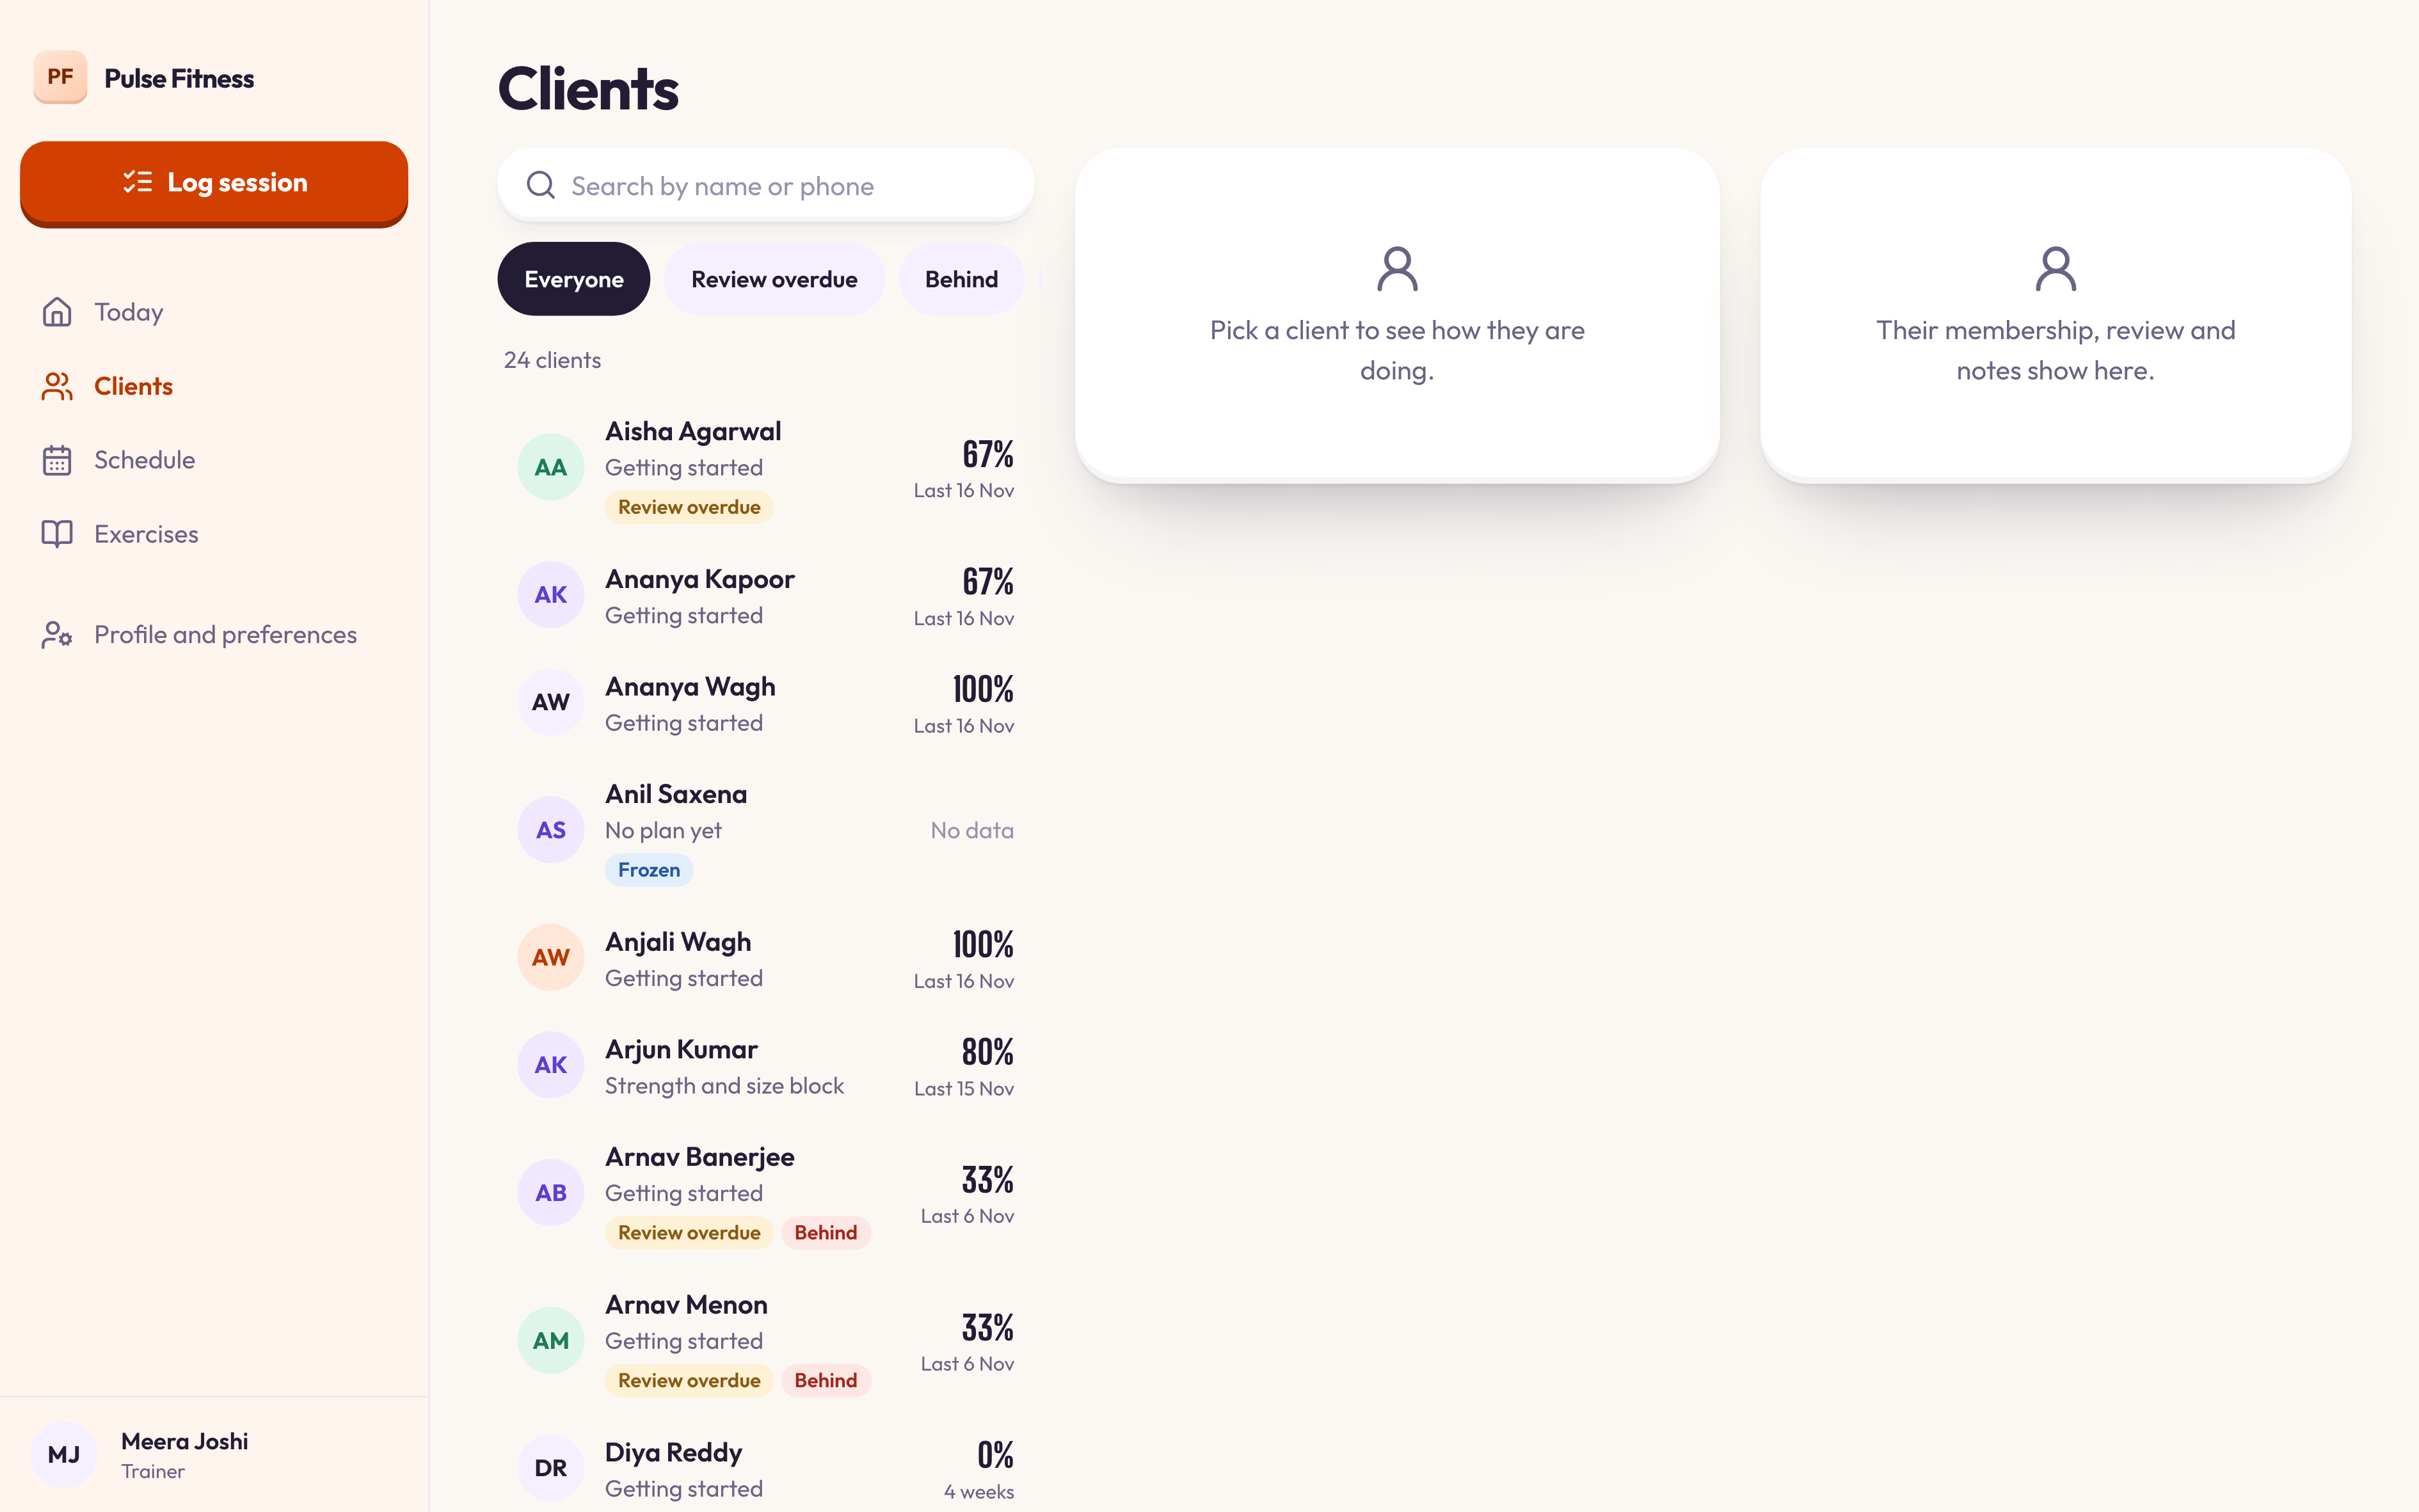 PF
Pulse Fitness
Log session
Today
Clients
Schedule
Exercises
Profile and preferences
MJ
Meera Joshi
Trainer
Clients
Search by name or phone
Everyone
Review overdue
Behind
24 clients
AA
Aisha Agarwal
Getting started
Review overdue
67%
Last 16 Nov
AK
Ananya Kapoor
Getting started
67%
Last 16 Nov
AW
Ananya Wagh
Getting started
100%
Last 16 Nov
AS
Anil Saxena
No plan yet
Frozen
No data
AW
Anjali Wagh
Getting started
100%
Last 16 Nov
AK
Arjun Kumar
Strength and size block
80%
Last 15 Nov
AB
Arnav Banerjee
Getting started
Review overdue
Behind
33%
Last 6 Nov
AM
Arnav Menon
Getting started
Review overdue
Behind
33%
Last 6 Nov
DR
Diya Reddy
Getting started
0%
4 weeks
Pick a client to see how they are
doing.
Their membership, review and
notes show here.